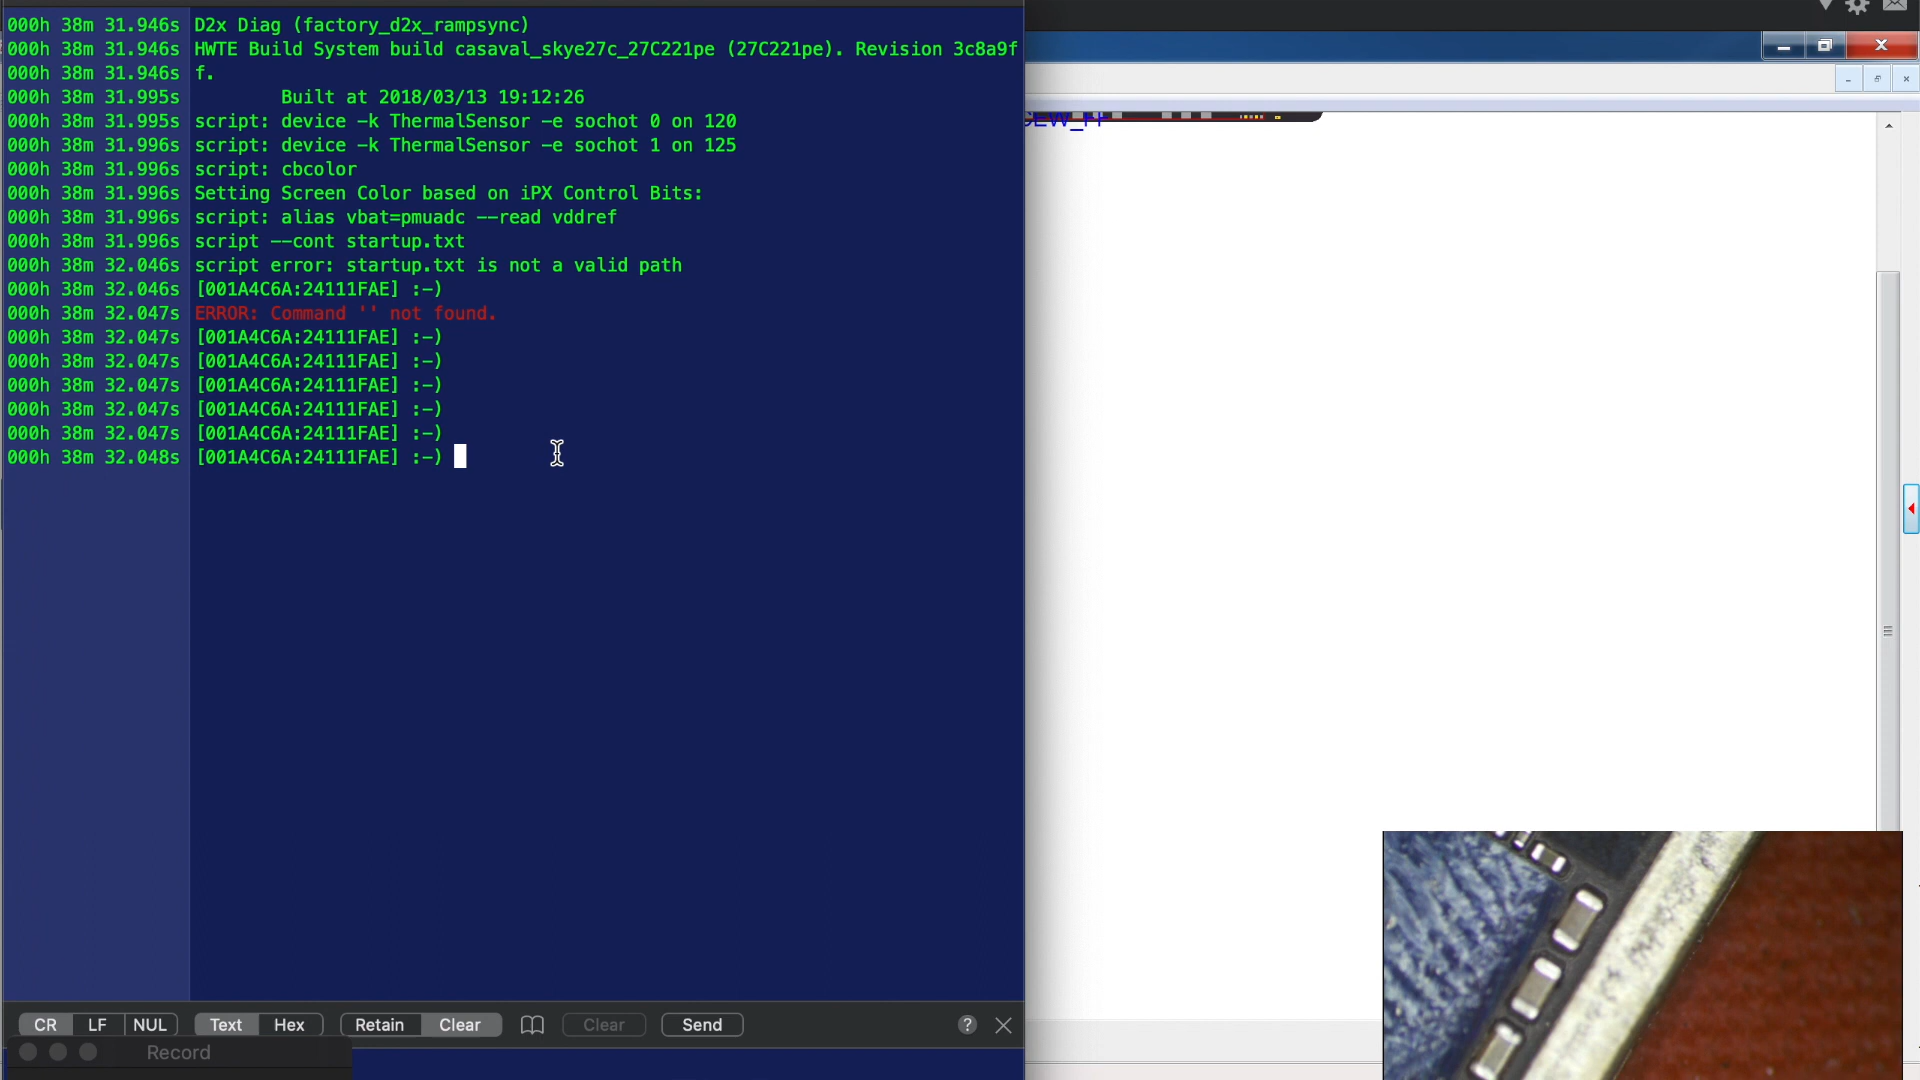 000h 38m 31.946s D2x Diag (factory_d2x_rampsync)
000h 38m 31.946s HWTE Build System build casaval_skye27c_27C221pe (27C221pe). Revision 3c8a9f
000h 38m 31.946s f.
000h 38m 31.995s Built at 2018/03/13 19:12:26
000h 38m 31.995s script: device -k ThermalSensor -e sochot 0 on 120
000h 38m 31.996s script: device -k ThermalSensor -e sochot 1 on 125
000h 38m 31.996s script: cbcolor
000h 38m 31.996s Setting Screen Color based on iPX Control Bits:
000h 38m 31.996s script: alias vbat=pmuadc --read vddref
000h 38m 31.996s script --cont startup.txt
000h 38m 32.046s script error: startup.txt is not a valid path
000h 38m 32.046s [001A4C6A:24111FAE] :-)
000h 38m 32.047s ERROR: Command '' not found.
000h 38m 32.047s [001A4C6A:24111FAE] :-)
000h 38m 32.047s [001A4C6A:24111FAE] :-)
000h 38m 32.047s [001A4C6A:24111FAE] :-)
000h 38m 32.047s [001A4C6A:24111FAE] :-)
000h 38m 32.047s [001A4C6A:24111FAE] :-)
000h 38m 32.048s [001A4C6A:24111FAE] :-)
CR LF NUL Text Hex Retain Clear Clear Send ?
Record